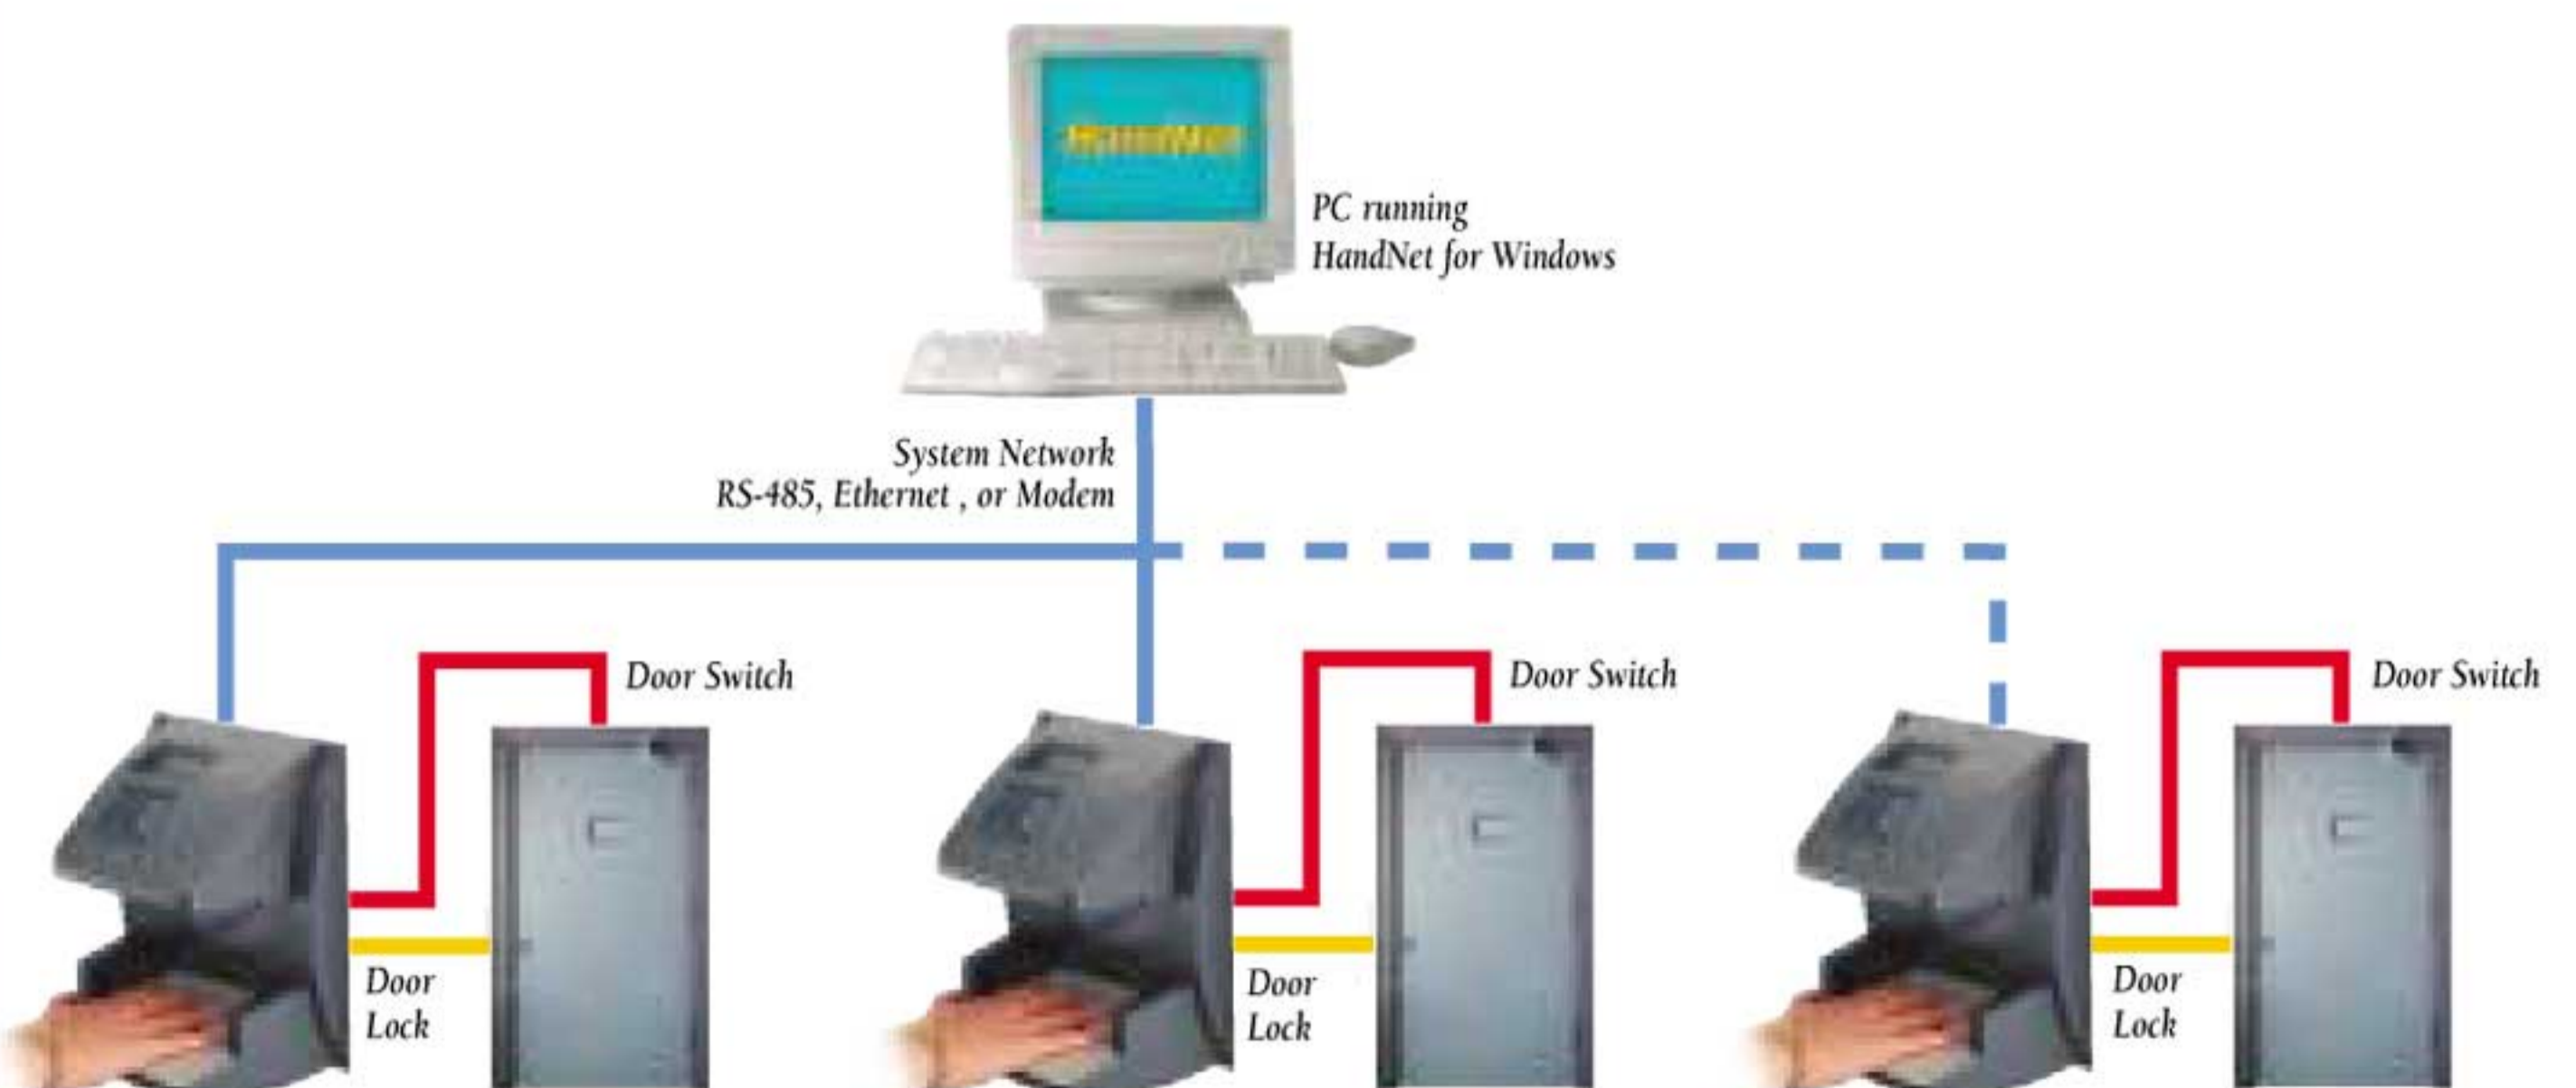 HandNet
PC running
HandNet for Windows
System Network
RS-485, Ethernet , or Modem
Door Switch
Door Switch
Door Switch
Door
Lock
Door
Lock
Door
Lock